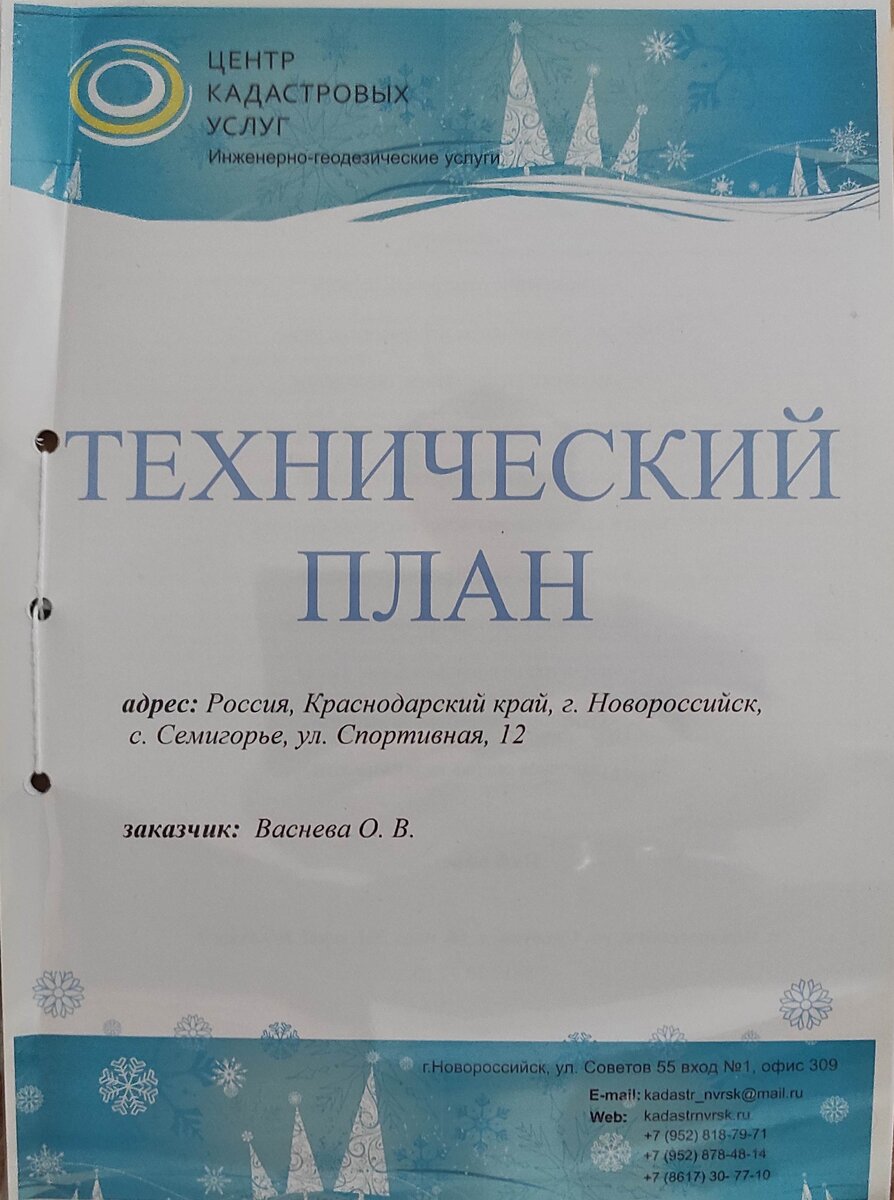 ЦЕНТР
КАДАСТРОВЫХ
УСЛУГ
Инженерно-геодезические услуги
ТЕХНИЧЕСКИЙ
ПЛАН
адрес: Россия, Краснодарский край, г. Новороссийск,
с. Семигорье, ул. Спортивная, 12
заказчик: Васнева О. В.
г.Новороссийск, ул. Советов 55 вход №1, офис 309
E-mail: kadastr_nvrsk@mail.ru
Web: kadastrnvrsk.ru
+7 (952) 818-79-71
+7 (952) 878-48-14
+7 (8617) 30- 77-10